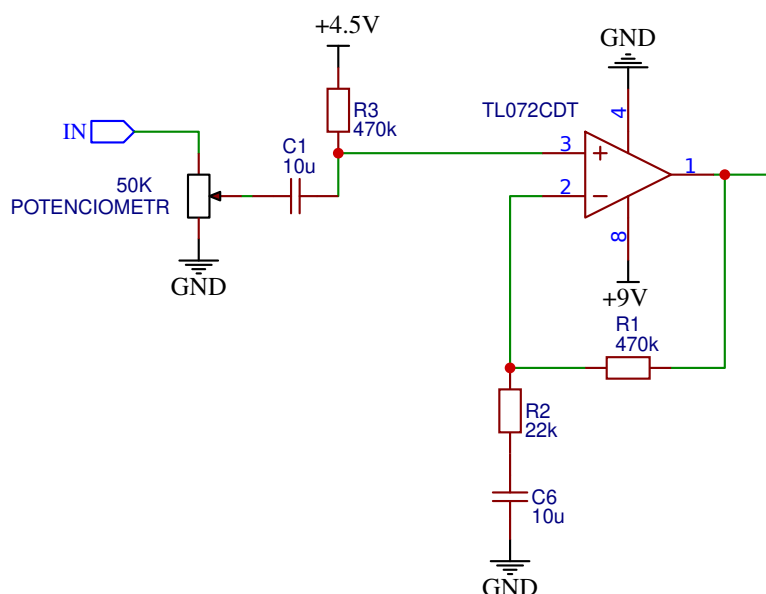 +4.5V
GND
TL072CDT
4
IN
R3
470k
C1
10u
3
1
2
50K
POTENCIOMETR
8
GND
+9V
R1
470k
R2
22k
C6
10u
GND